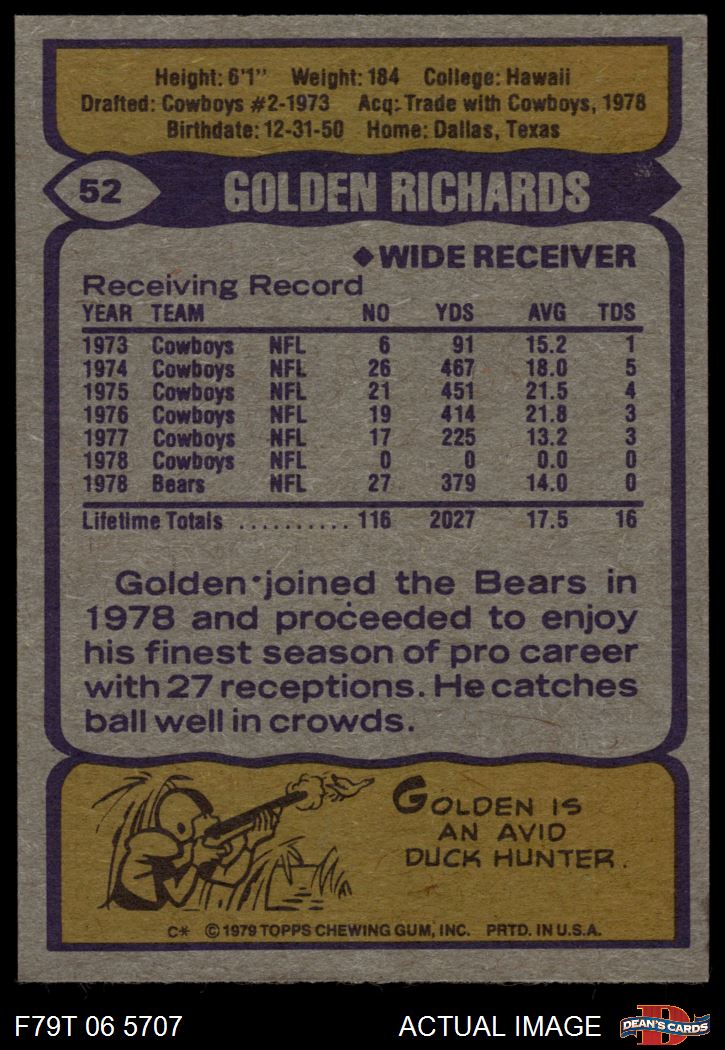 Height: 6'1" Weight: 184 College: Hawaii
Drafted: Cowboys #2-1973 Acq: Trade with Cowboys, 1978
Birthdate: 12-31-50 Home: Dallas, Texas
52 GOLDEN RICHARDS
◆WIDE RECEIVER
Receiving Record
YEAR TEAM NO YDS AVG TDS
1973 Cowboys NFL 6 91 15.2 1
1974 Cowboys NFL 26 467 18.0 5
1975 Cowboys NFL 21 451 21.5 4
1976 Cowboys NFL 19 414 21.8 3
1977 Cowboys NFL 17 225 13.2 3
1978 Cowboys NFL 0 0 0.0 0
1978 Bears NFL 27 379 14.0 0
Lifetime Totals .......... 116 2027 17.5 16
Golden joined the Bears in
1978 and proceeded to enjoy
his finest season of pro career
with 27 receptions. He catches
ball well in crowds.
GOLDEN IS
AN AVID
DUCK HUNTER.
C* © 1979 TOPPS CHEWING GUM, INC. PRTD. IN U.S.A.
F79T 06 5707 ACTUAL IMAGE D DEAN'S CARDS